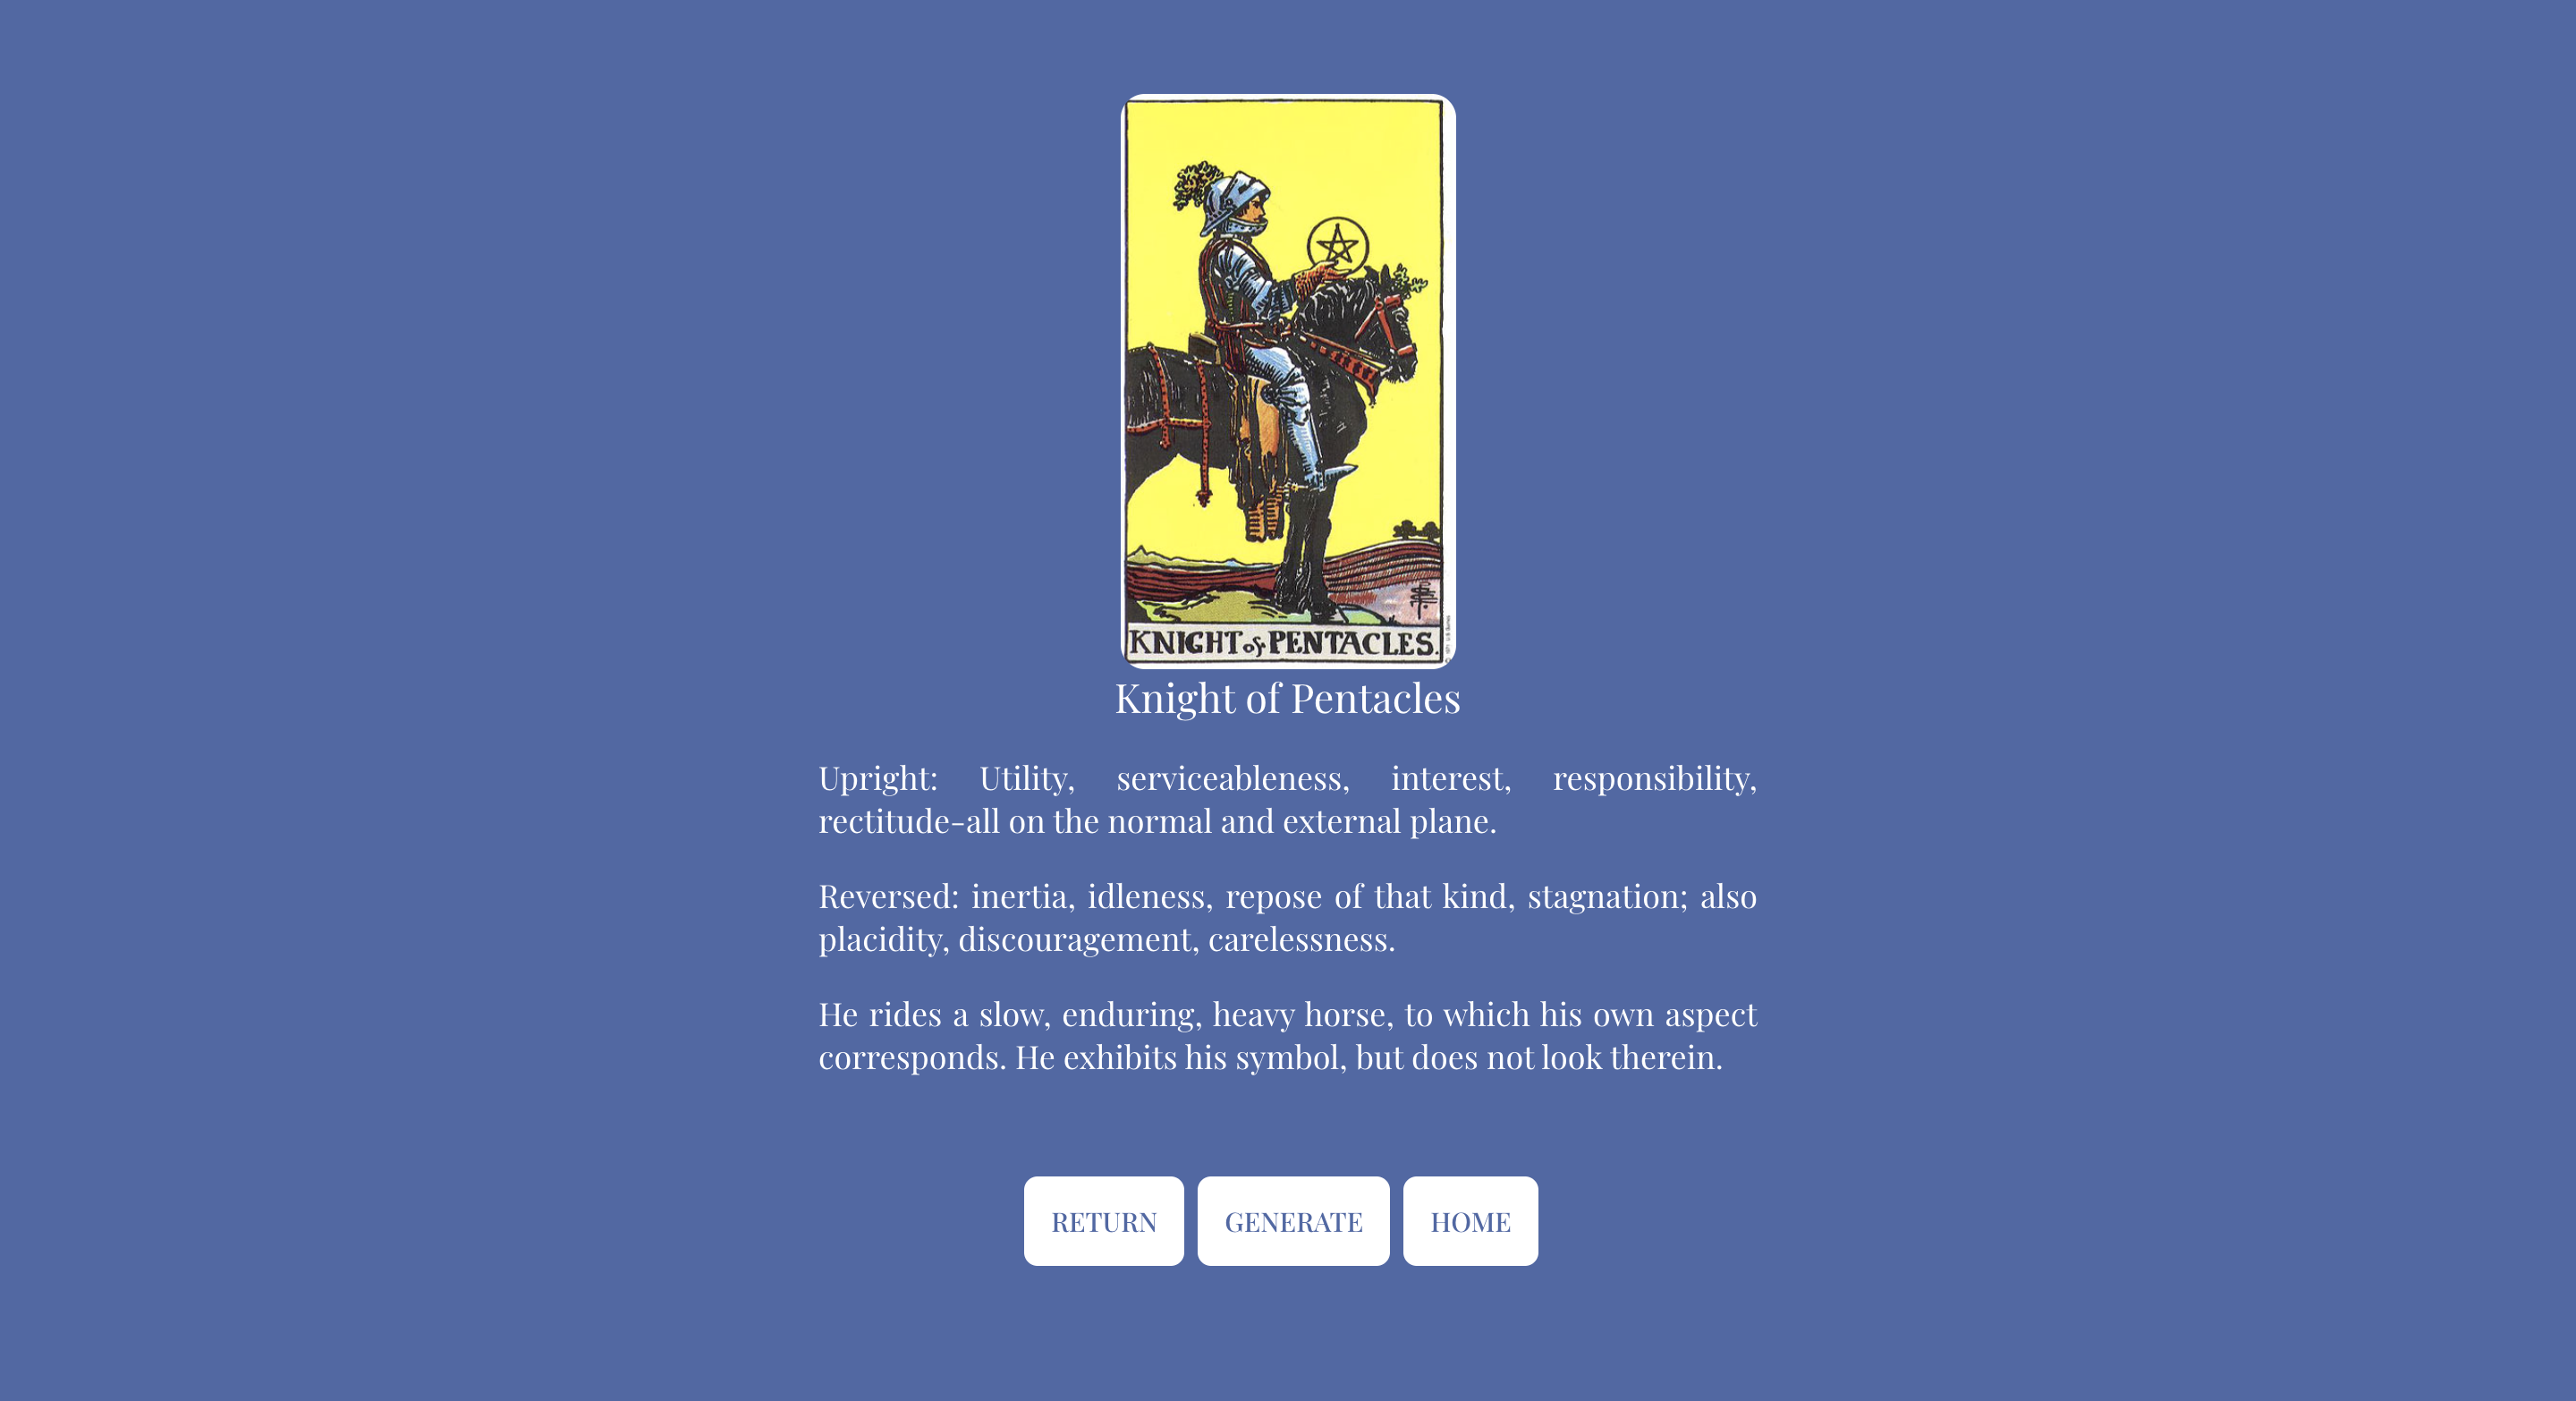 KNIGHT of PENTACLES.
Knight of Pentacles
Upright: Utility, serviceableness, interest, responsibility,
rectitude-all on the normal and external plane.
Reversed: inertia, idleness, repose of that kind, stagnation; also
placidity, discouragement, carelessness.
He rides a slow, enduring, heavy horse, to which his own aspect
corresponds. He exhibits his symbol, but does not look therein.
RETURN
GENERATE
HOME